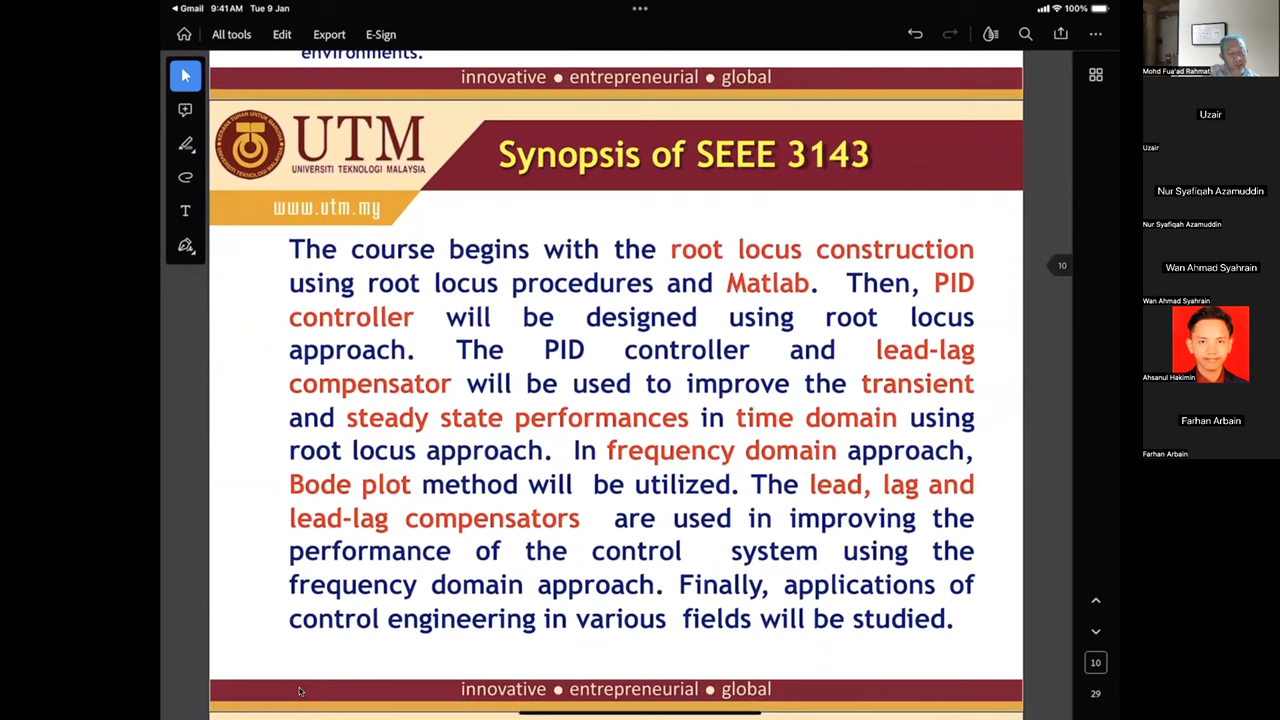 Gmail 9:41 AM Tue 9 Jan
100%
All tools Edit Export E-Sign
environments.
innovative ● entrepreneurial ● global
UTM
UNIVERSITI TEKNOLOGI MALAYSIA
www.utm.my
Synopsis of SEEE 3143
The course begins with the root locus construction
using root locus procedures and Matlab. Then, PID
controller will be designed using root locus
approach. The PID controller and lead-lag
compensator will be used to improve the transient
and steady state performances in time domain using
root locus approach. In frequency domain approach,
Bode plot method will be utilized. The lead, lag and
lead-lag compensators are used in improving the
performance of the control system using the
frequency domain approach. Finally, applications of
control engineering in various fields will be studied.
innovative ● entrepreneurial ● global
10
10
29
Mohd Fua'ad Rahmat
Uzair
Uzair
Nur Syafiqah Azamuddin
Nur Syafiqah Azamuddin
Wan Ahmad Syahrain
Wan Ahmad Syahrain
Ahsanul Hakimin
Farhan Arbain
Farhan Arbain